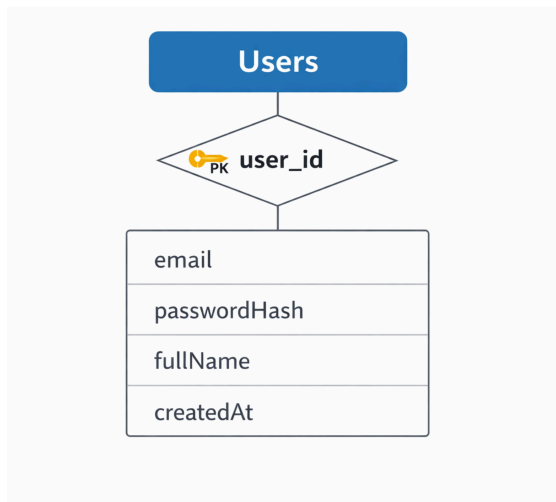 Users
PK user_id
email
passwordHash
fullName
createdAt